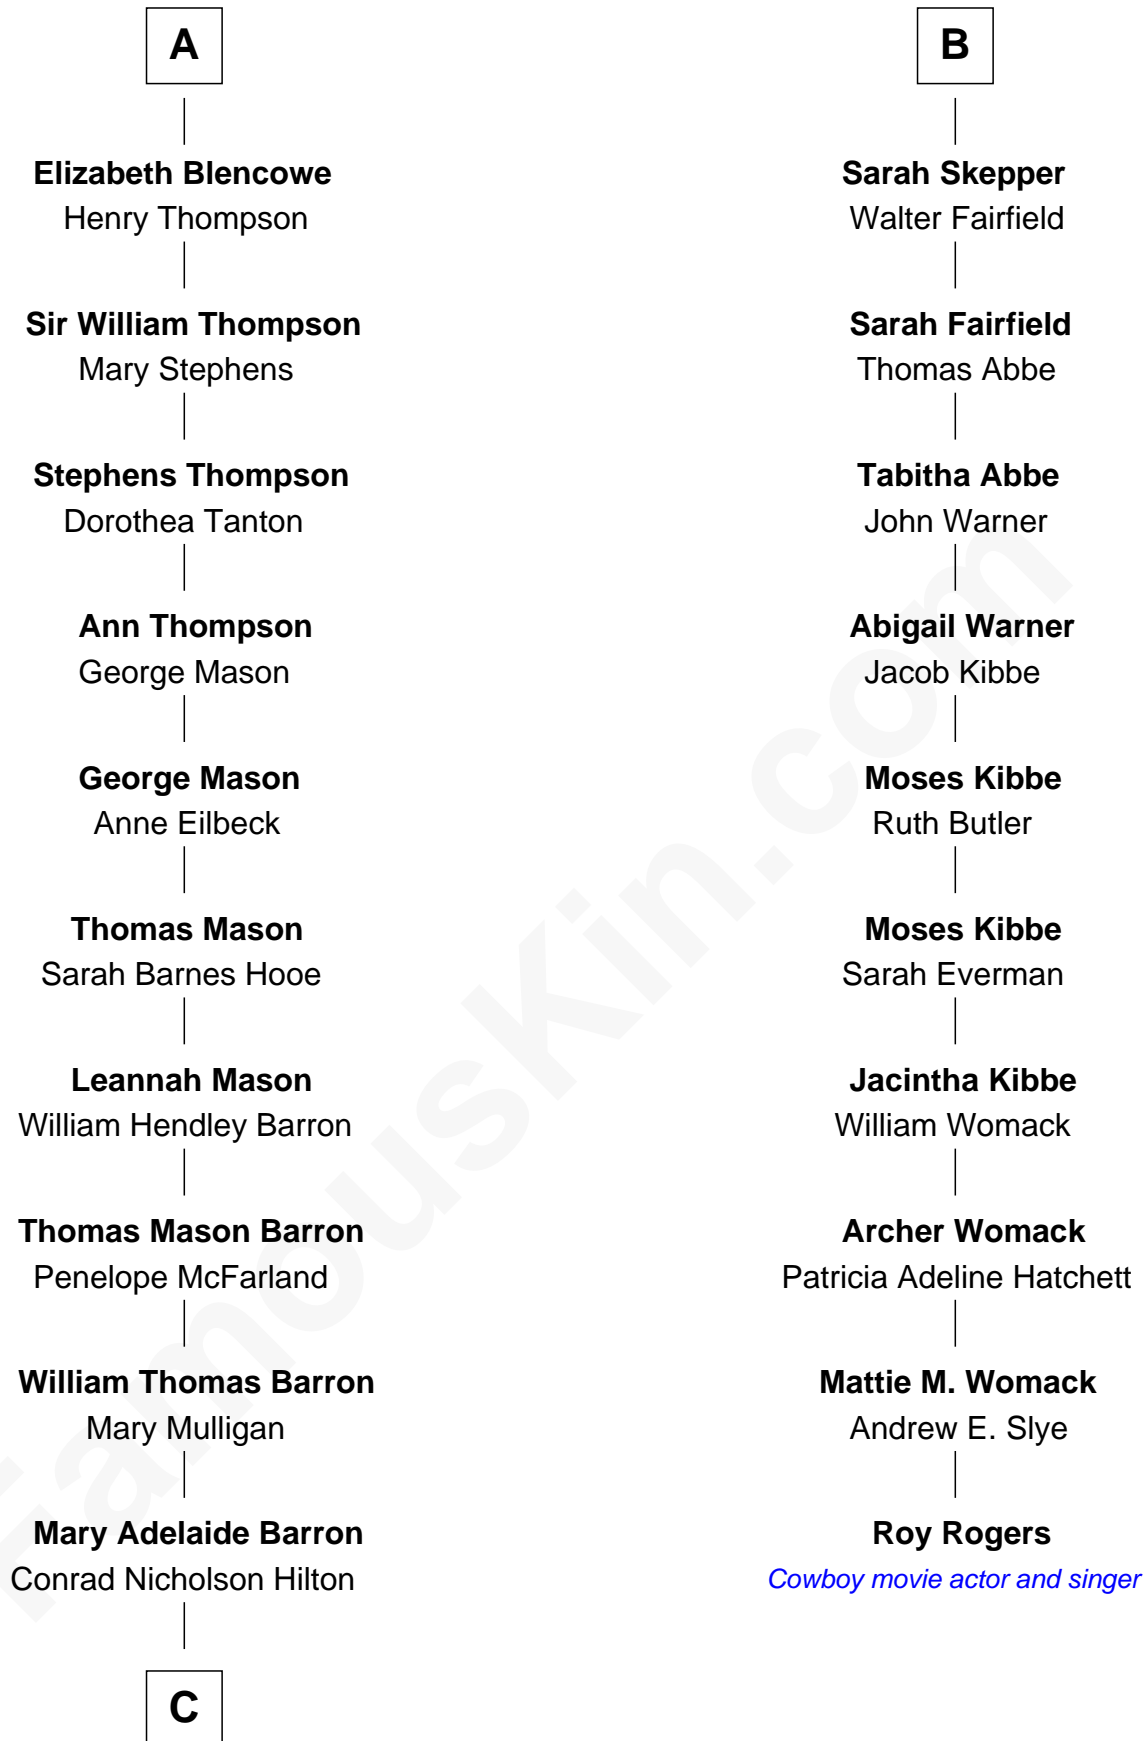 A
Elizabeth Blencowe
Henry Thompson
Sir William Thompson
Mary Stephens
Stephens Thompson
Dorothea Tanton
Ann Thompson
George Mason
George Mason
Anne Eilbeck
Thomas Mason
Sarah Barnes Hooe
Leannah Mason
William Hendley Barron
Thomas Mason Barron
Penelope McFarland
William Thomas Barron
Mary Mulligan
Mary Adelaide Barron
Conrad Nicholson Hilton
C
B
Sarah Skepper
Walter Fairfield
Sarah Fairfield
Thomas Abbe
Tabitha Abbe
John Warner
Abigail Warner
Jacob Kibbe
Moses Kibbe
Ruth Butler
Moses Kibbe
Sarah Everman
Jacintha Kibbe
William Womack
Archer Womack
Patricia Adeline Hatchett
Mattie M. Womack
Andrew E. Slye
Roy Rogers
Cowboy movie actor and singer
FamousKin.com